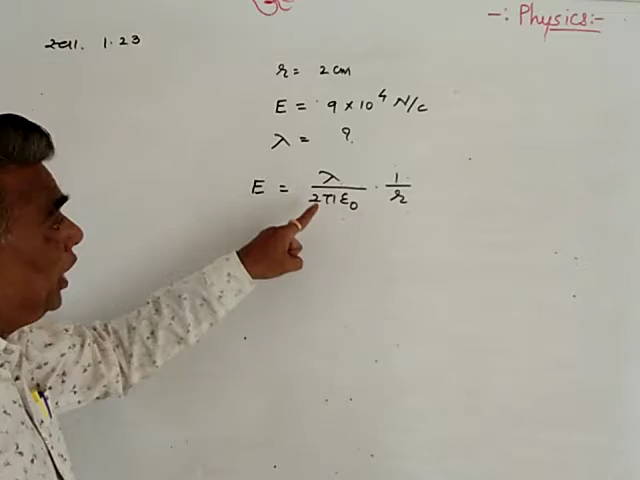 -: Physics:-
સ્વા. 1.23
r = 2 cm
E = 9 × 10⁴ N/C
λ = ?
E = λ / 2πε₀ · 1 / r